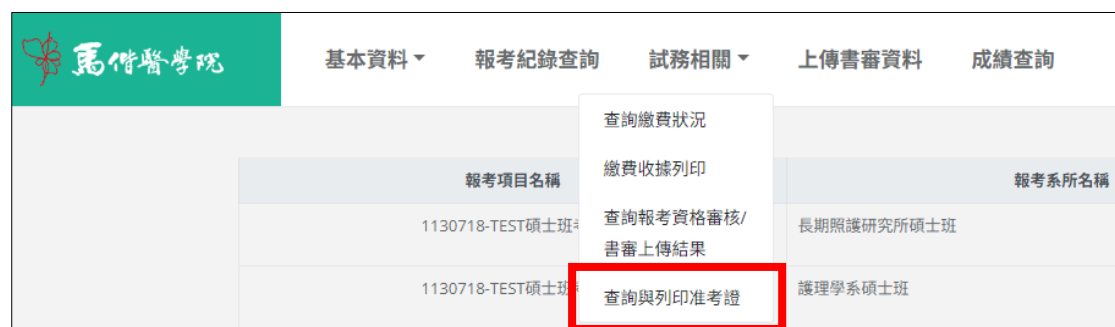 馬偕醫學院
基本資料 報考紀錄查詢 試務相關 上傳書審資料 成績查詢
查詢繳費狀況
繳費收據列印
查詢報考資格審核/
書審上傳結果
查詢與列印准考證
報考項目名稱 報考系所名稱
1130718-TEST碩士班 長期照護研究所碩士班
1130718-TEST碩士班 護理學系碩士班